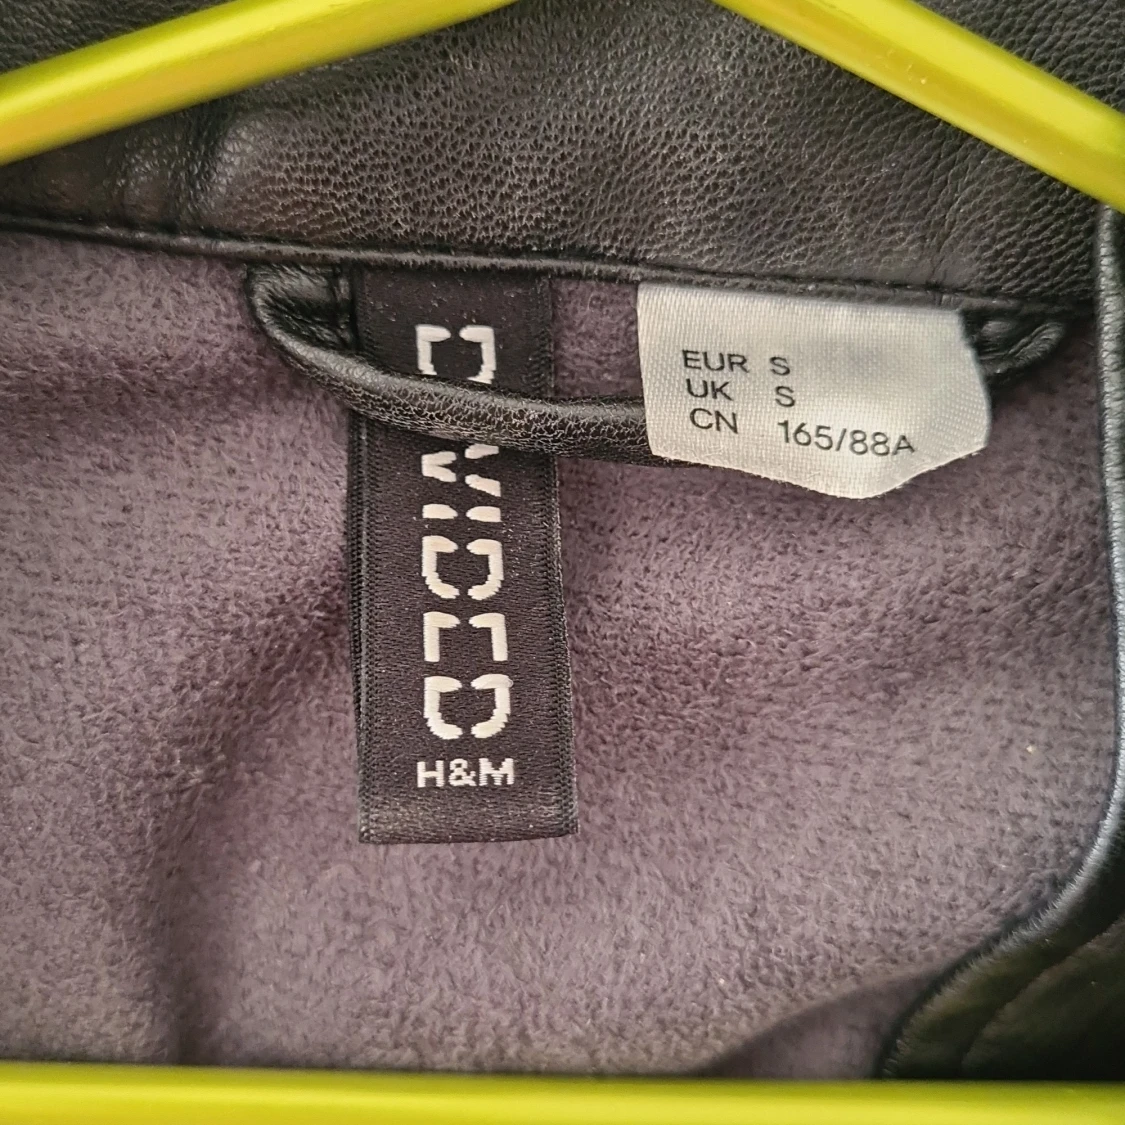 DIVIDED
H&M
EUR S
UK S
CN 165/88A